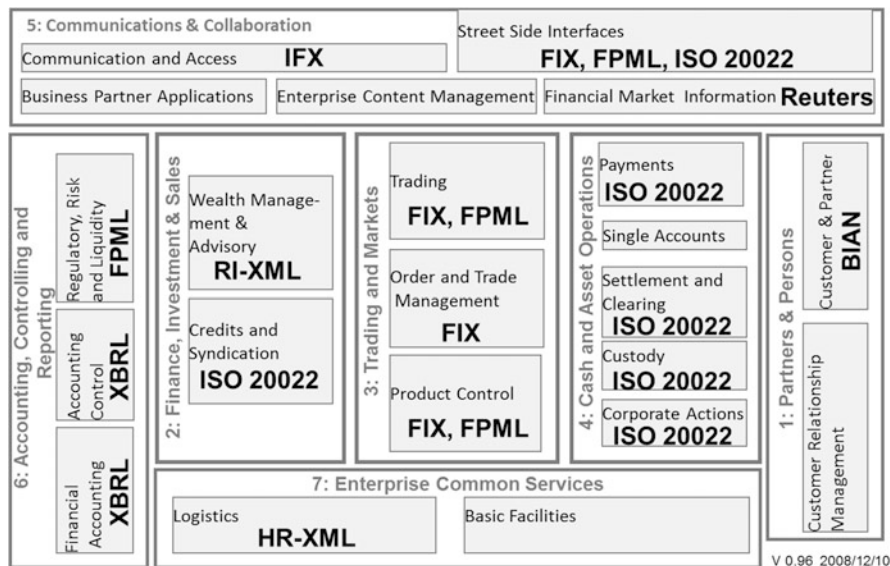 5: Communications & Collaboration
Communication and Access IFX
Street Side Interfaces
FIX, FPML, ISO 20022
Business Partner Applications
Enterprise Content Management
Financial Market Information Reuters
6: Accounting, Controlling and
Reporting
Regulatory, Risk
and Liquidity
FPML
Accounting
Control
XBRL
Financial
Accounting
XBRL
2: Finance, Investment & Sales
Wealth Manage-
ment &
Advisory
RI-XML
Credits and
Syndication
ISO 20022
3: Trading and Markets
Trading
FIX, FPML
Order and Trade
Management
FIX
Product Control
FIX, FPML
4: Cash and Asset Operations
Payments
ISO 20022
Single Accounts
Settlement and
Clearing
ISO 20022
Custody
ISO 20022
Corporate Actions
ISO 20022
1: Partners & Persons
Customer & Partner
BIAN
Customer Relationship
Management
7: Enterprise Common Services
Logistics
HR-XML
Basic Facilities
V 0.96 2008/12/10